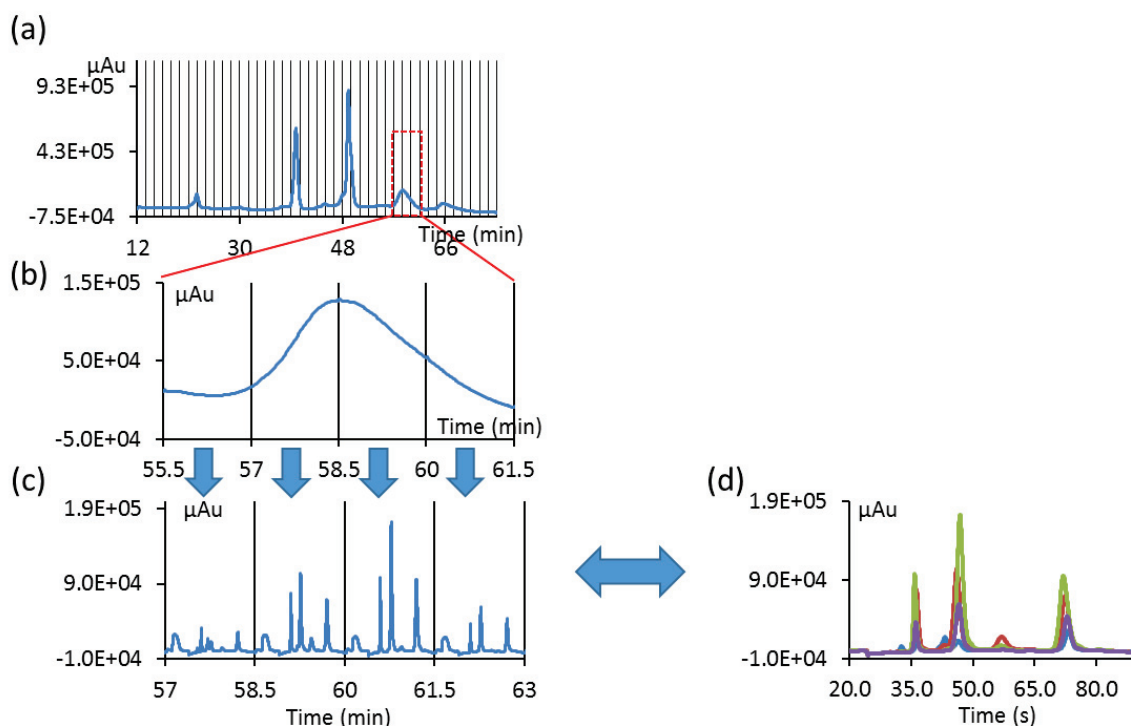 (a)
μAu
9.3E+05
4.3E+05
-7.5E+04
Time (min)
12 30 48 66
(b)
1.5E+05
μAu
5.0E+04
Time (min)
-5.0E+04
55.5 57 58.5 60 61.5
(c)
1.9E+05
μAu
9.0E+04
-1.0E+04
57 58.5 60 61.5 63
Time (min)
(d)
1.9E+05
μAu
9.0E+04
-1.0E+04
20.0 35.0 50.0 65.0 80.0
Time (s)